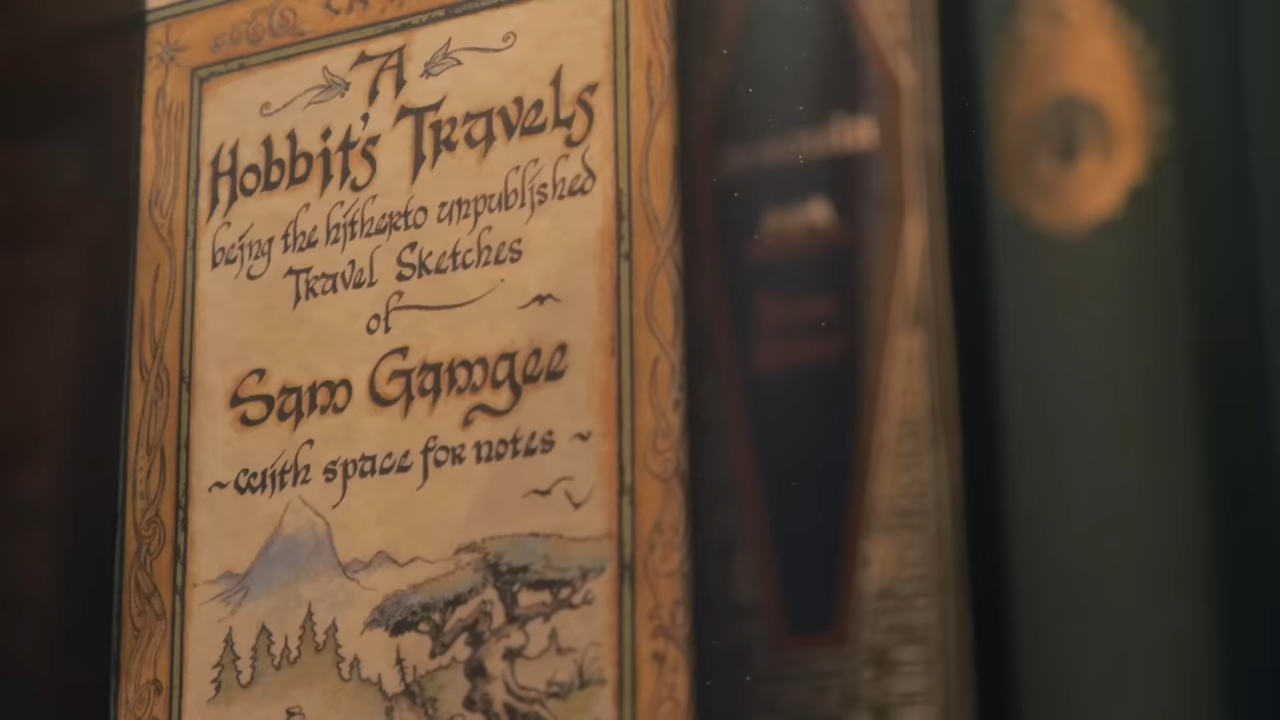 A
Hobbit's Travels
being the hitherto unpublished
Travel Sketches
of
Sam Gamgee
~with space for notes ~